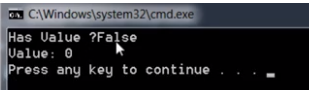 C:\Windows\system32\cmd.exe
Has Value ?False
Value: 0
Press any key to continue . . .